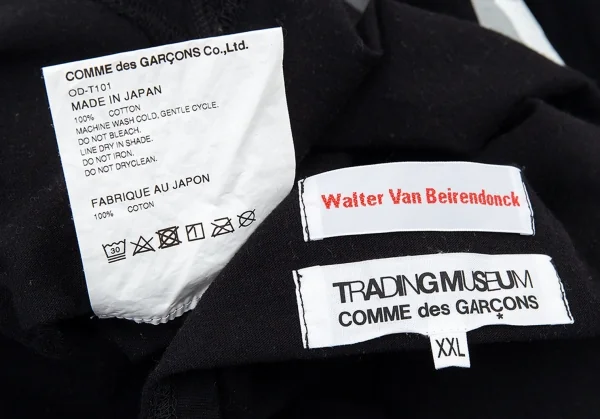 COMME des GARÇONS Co.,Ltd.
OD-T101
MADE IN JAPAN
100% COTTON
MACHINE WASH COLD, GENTLE CYCLE.
DO NOT BLEACH.
LINE DRY IN SHADE.
DO NOT IRON.
DO NOT DRYCLEAN.
FABRIQUE AU JAPON
100% COTON
30
Walter Van Beirendonck
TRADING MUSEUM
COMME des GARÇONS
XXL